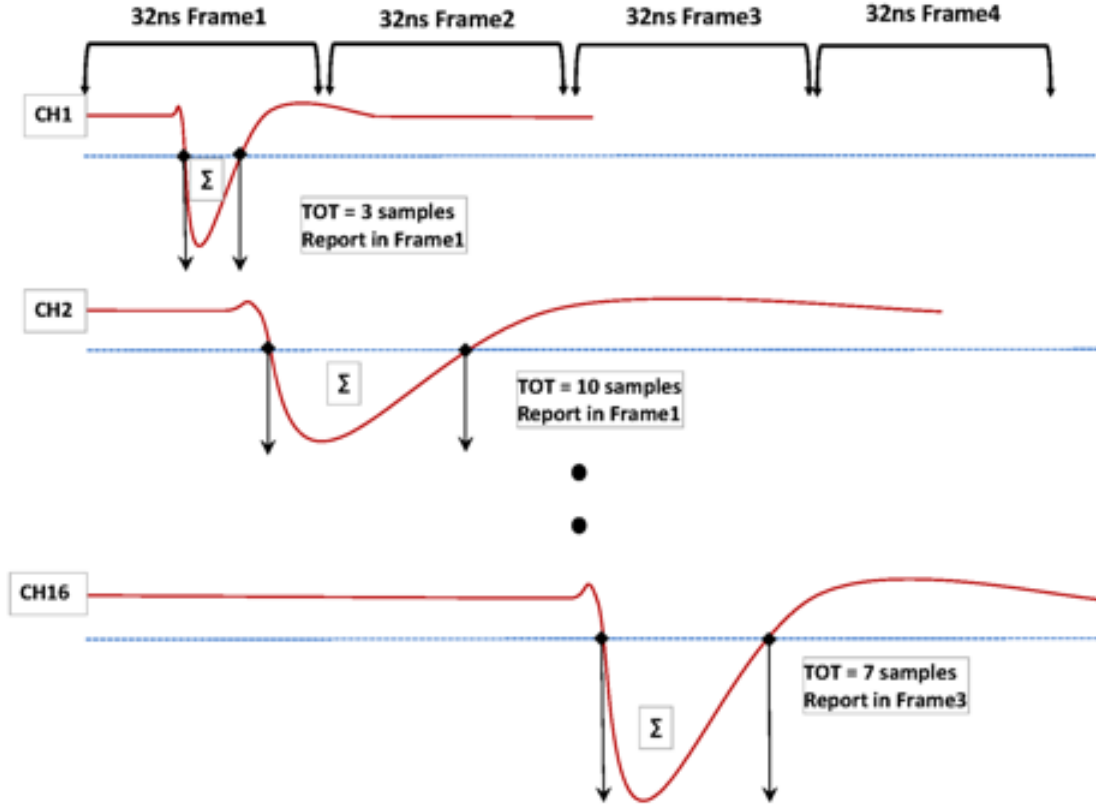 32ns Frame1 32ns Frame2 32ns Frame3 32ns Frame4
CH1
Σ
TOT = 3 samples
Report in Frame1
CH2
Σ
TOT = 10 samples
Report in Frame1
CH16
TOT = 7 samples
Report in Frame3
Σ